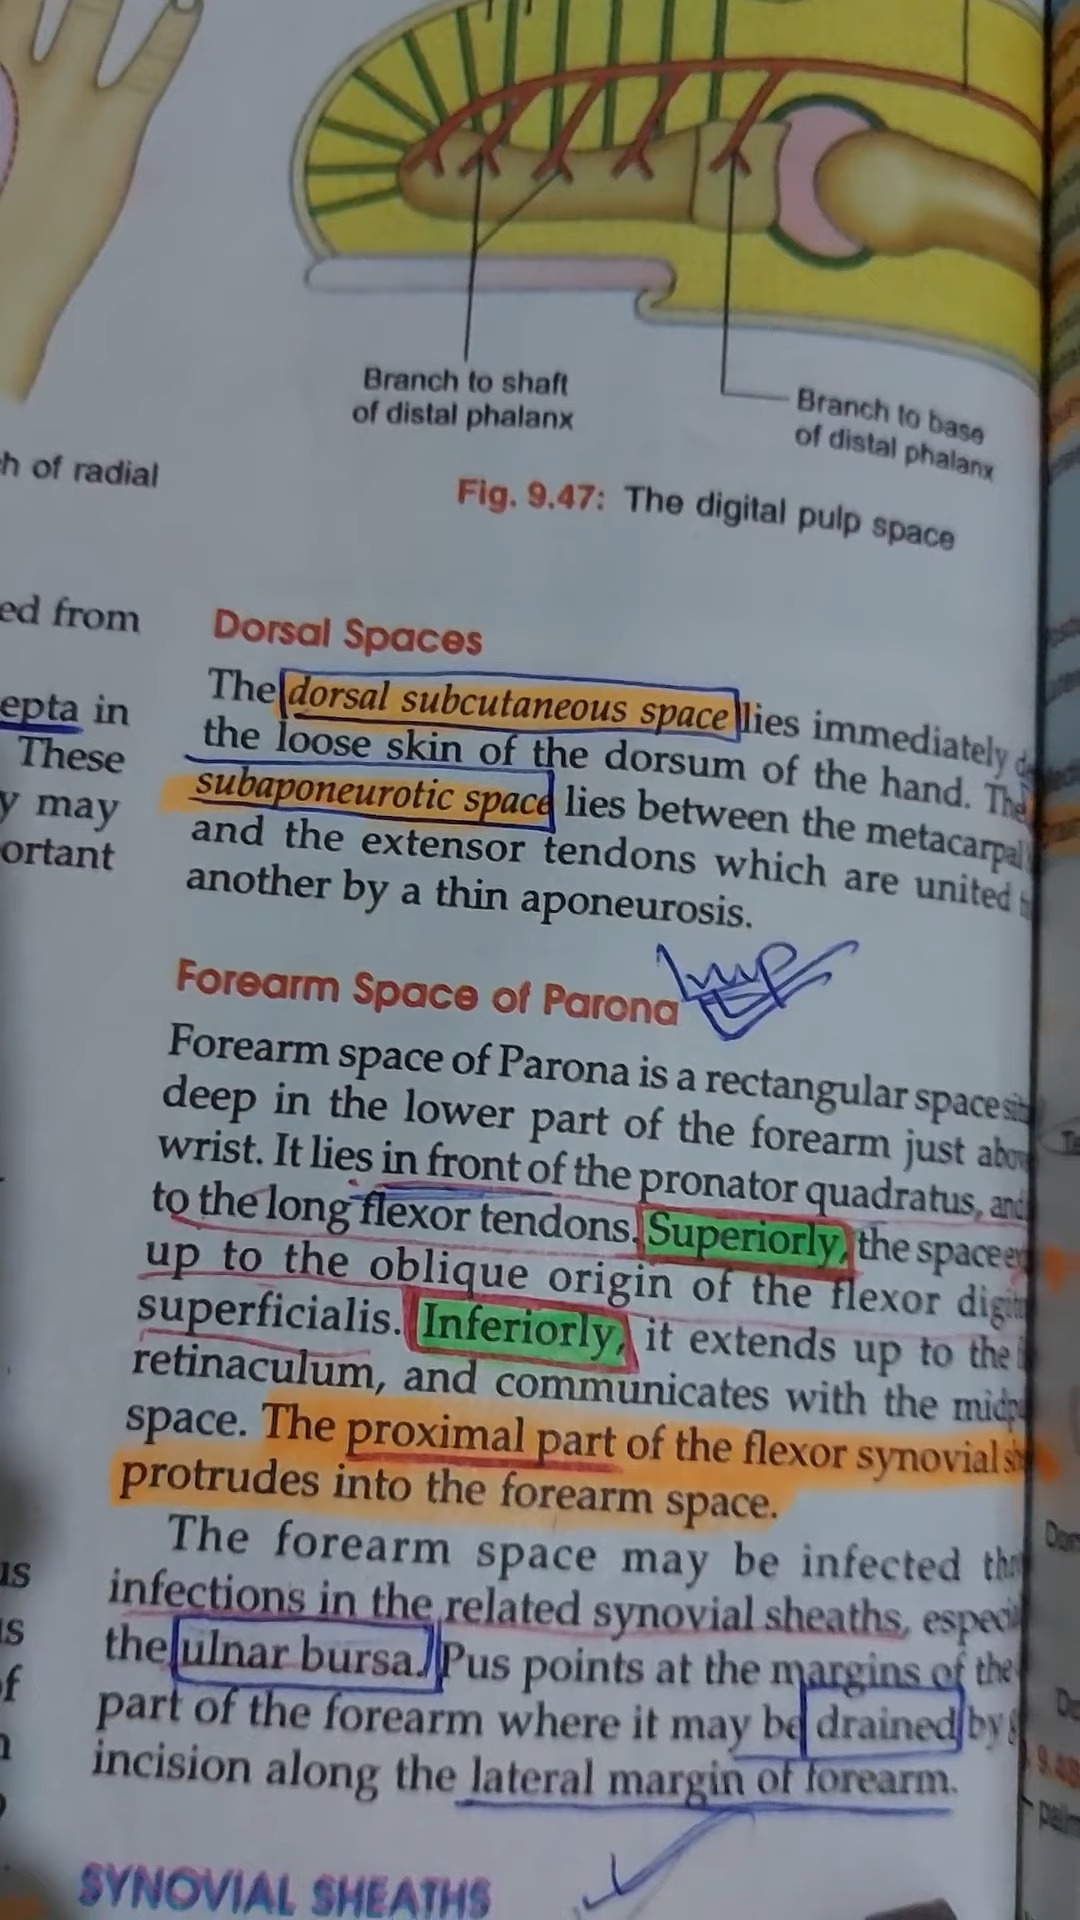 Branch to shaft
of distal phalanx
Branch to base
of distal phalanx
h of radial
Fig. 9.47: The digital pulp space
ed from
epta in
These
y may
ortant
Dorsal Spaces
The dorsal subcutaneous space lies immediately
the loose skin of the dorsum of the hand. The
subaponeurotic space lies between the metacarpal
and the extensor tendons which are united
another by a thin aponeurosis.
Forearm Space of Parona Imp
Forearm space of Parona is a rectangular space
deep in the lower part of the forearm just
wrist. It lies in front of the pronator quadratus, and
to the long flexor tendons. Superiorly, the space
up to the oblique origin of the flexor
superficialis. Inferiorly, it extends up to the
retinaculum, and communicates with the
space. The proximal part of the flexor synovial
protrudes into the forearm space.
The forearm space may be infected
infections in the related synovial sheaths,
the ulnar bursa. Pus points at the margins of the
part of the forearm where it may be drained by
incision along the lateral margin of forearm.
SYNOVIAL SHEATHS